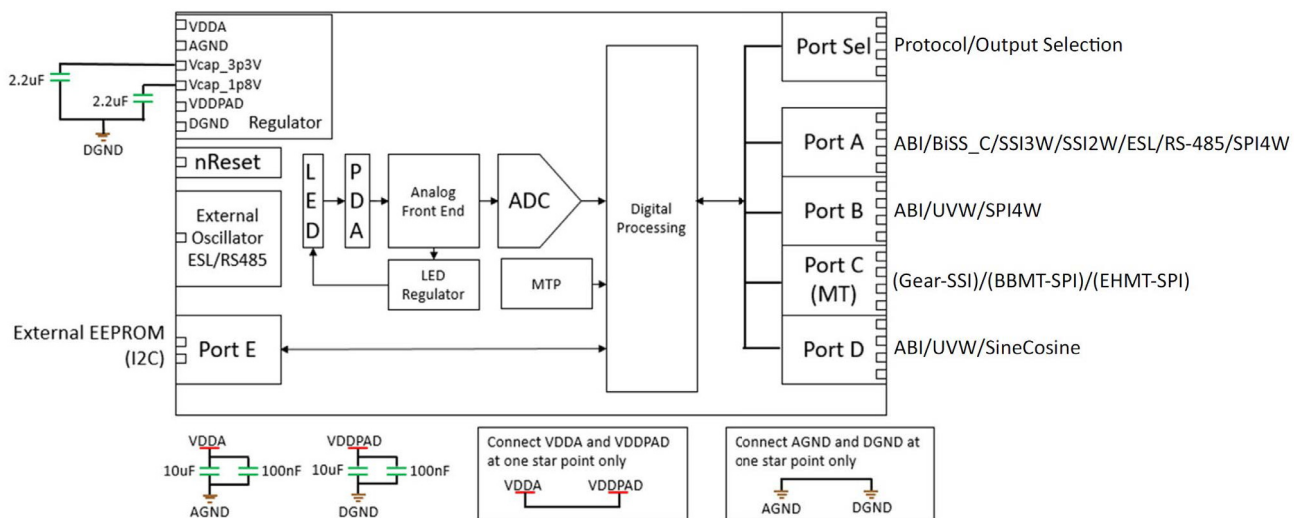 VDDA
AGND
Vcap_3p3V
Vcap_1p8V
VDDPAD
DGND
Regulator
2.2uF
2.2uF
DGND
nReset
External
Oscillator
ESL/RS485
External EEPROM
(I2C)
Port E
LED
PDA
Analog
Front End
ADC
LED
Regulator
MTP
Digital
Processing
Port Sel
Protocol/Output Selection
Port A
ABI/BiSS_C/SSI3W/SSI2W/ESL/RS-485/SPI4W
Port B
ABI/UVW/SPI4W
Port C
(MT)
(Gear-SSI)/(BBMT-SPI)/(EHMT-SPI)
Port D
ABI/UVW/SineCosine
VDDA
10uF
100nF
AGND
VDDPAD
10uF
100nF
DGND
Connect VDDA and VDDPAD
at one star point only
VDDA
VDDPAD
Connect AGND and DGND at
one star point only
AGND
DGND